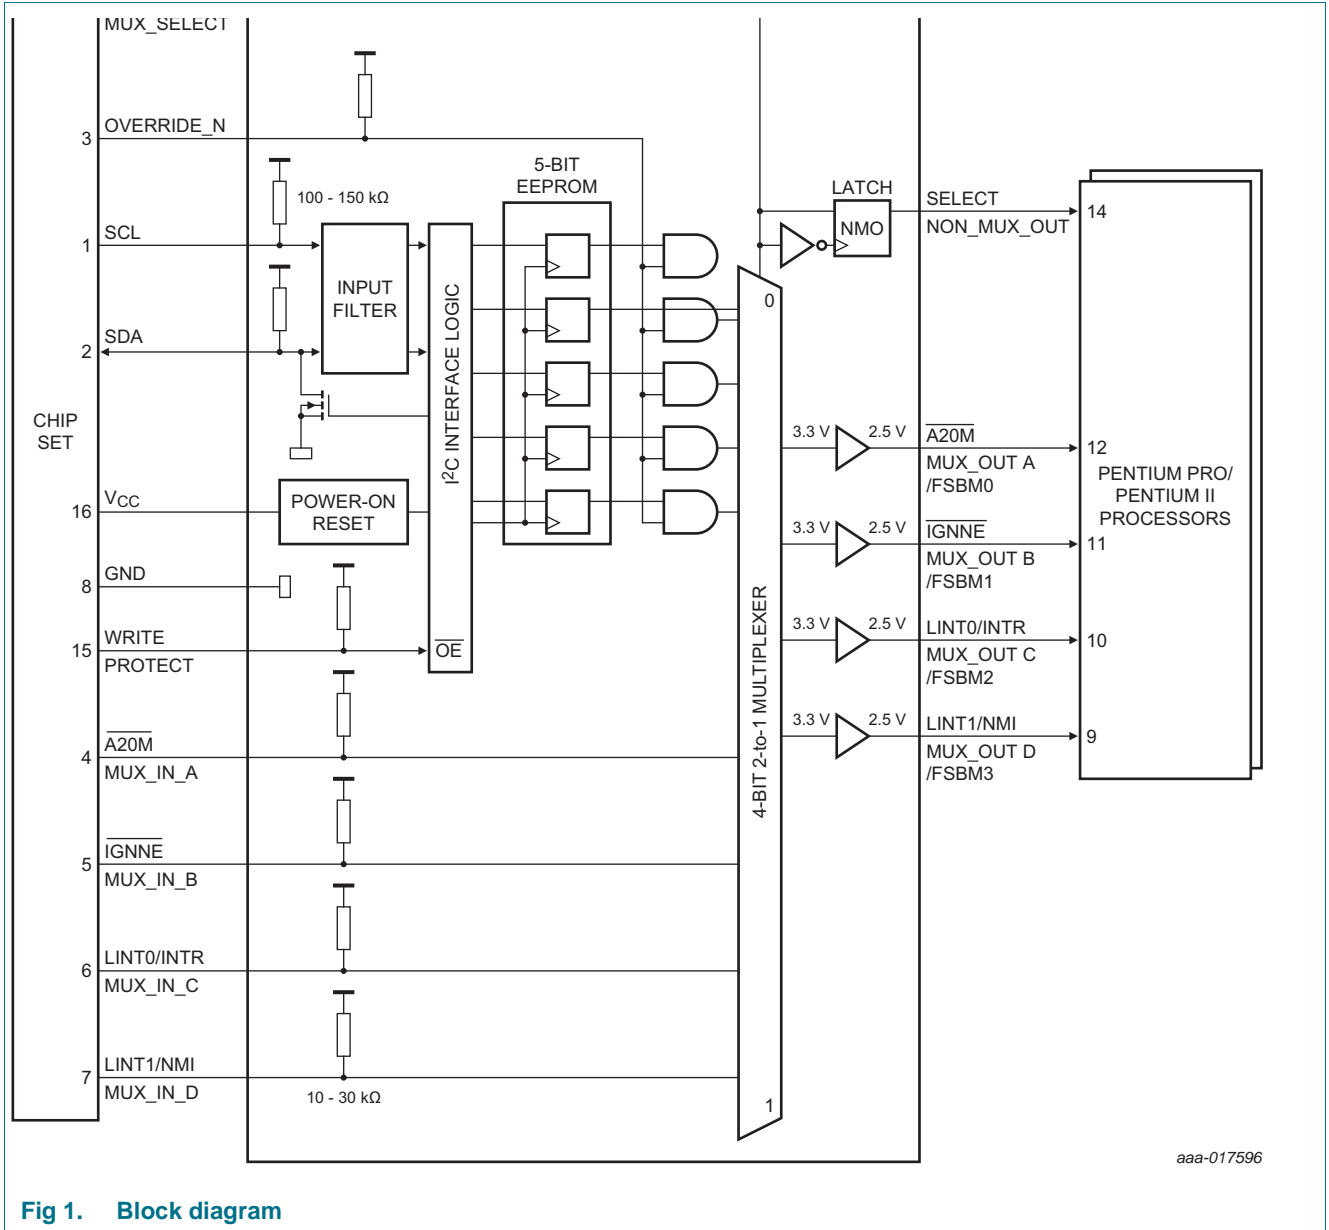 MUX_SELECT
3
OVERRIDE_N
100 - 150 kΩ
5-BIT
EEPROM
LATCH
NMO
SELECT
NON_MUX_OUT
14
1
SCL
INPUT
FILTER
I2C INTERFACE LOGIC
0
2
SDA
CHIP
SET
3.3 V
2.5 V
A20M
MUX_OUT A
/FSBM0
12
PENTIUM PRO/
PENTIUM II
PROCESSORS
16
VCC
POWER-ON
RESET
3.3 V
2.5 V
IGNNE
MUX_OUT B
/FSBM1
11
8
GND
15
WRITE
PROTECT
OE
4-BIT 2-to-1 MULTIPLEXER
3.3 V
2.5 V
LINT0/INTR
MUX_OUT C
/FSBM2
10
3.3 V
2.5 V
LINT1/NMI
MUX_OUT D
/FSBM3
9
4
A20M
MUX_IN_A
5
IGNNE
MUX_IN_B
6
LINT0/INTR
MUX_IN_C
7
LINT1/NMI
MUX_IN_D
10 - 30 kΩ
1
aaa-017596
Fig 1. Block diagram